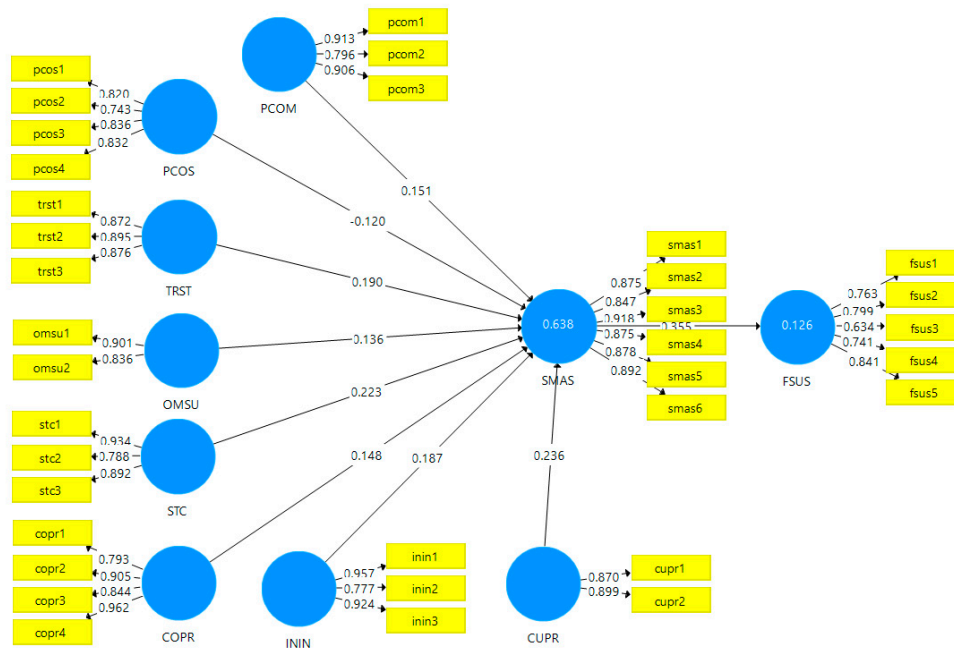 pcom1
0.913
pcom2
0.796
0.906
pcom3
PCOM
pcos1
0.820
pcos2
0.743
pcos3
0.836
0.832
pcos4
PCOS
0.151
-0.120
trst1
0.872
trst2
0.895
0.876
trst3
TRST
0.190
omsu1
0.901
0.836
omsu2
OMSU
0.136
stc1
0.934
stc2
0.788
0.892
stc3
STC
0.223
copr1
0.793
copr2
0.905
copr3
0.844
0.962
copr4
COPR
0.148
inin1
0.957
0.777
inin2
0.924
inin3
ININ
0.187
cupr1
0.870
0.899
cupr2
CUPR
0.236
smas1
0.875
smas2
0.847
smas3
0.918
0.875
smas4
0.878
smas5
0.892
smas6
0.638
SMAS
0.355
fsus1
0.763
fsus2
0.799
0.634
fsus3
0.741
fsus4
0.841
fsus5
0.126
FSUS